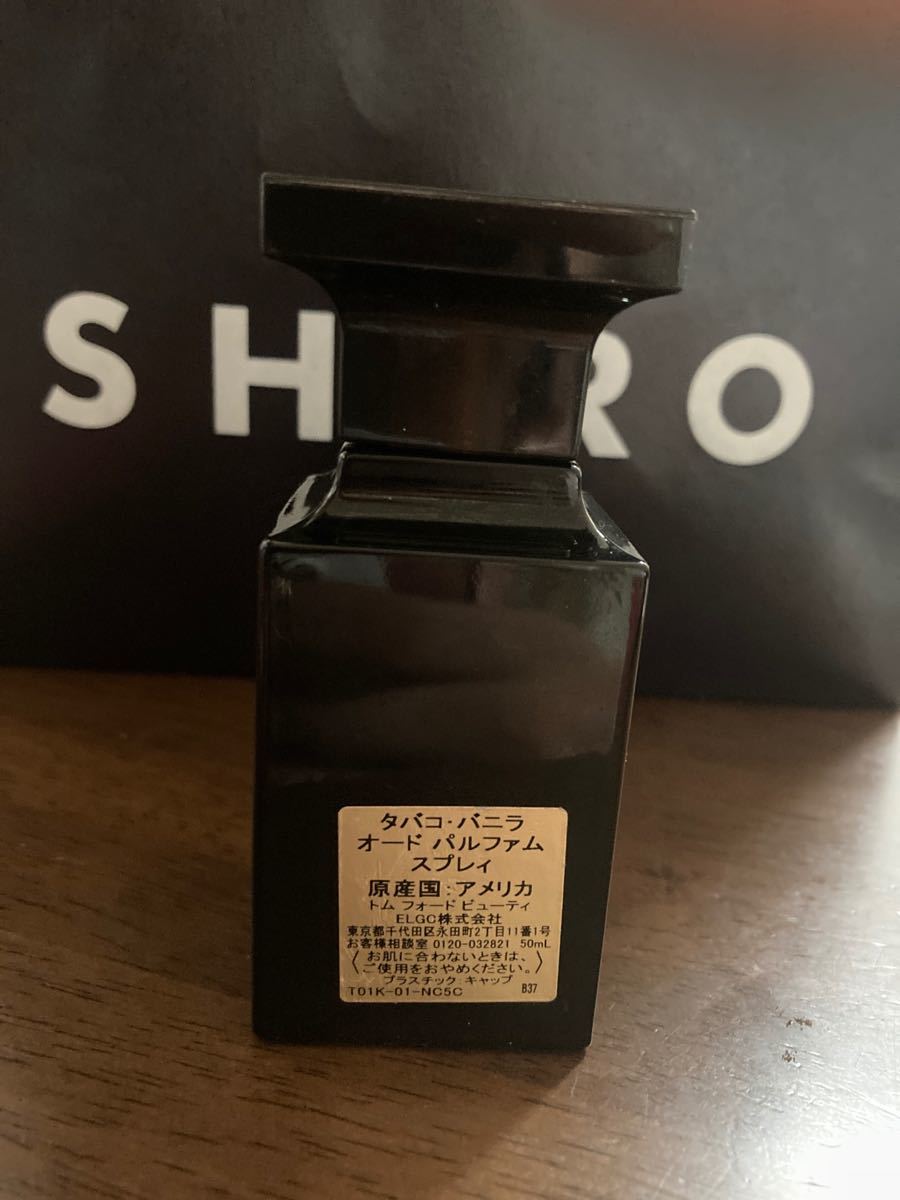 SHIRO
タバコ・バニラ
オード パルファム
スプレィ
原産国:アメリカ
トム フォード ビューティ
ELGC株式会社
東京都千代田区永田町2丁目11番1号
お客様相談室 0120-032821 50mL
〈お肌に合わないときは、
ご使用をおやめください。〉
プラスチック:キャップ
T01K-01-NC5C B37